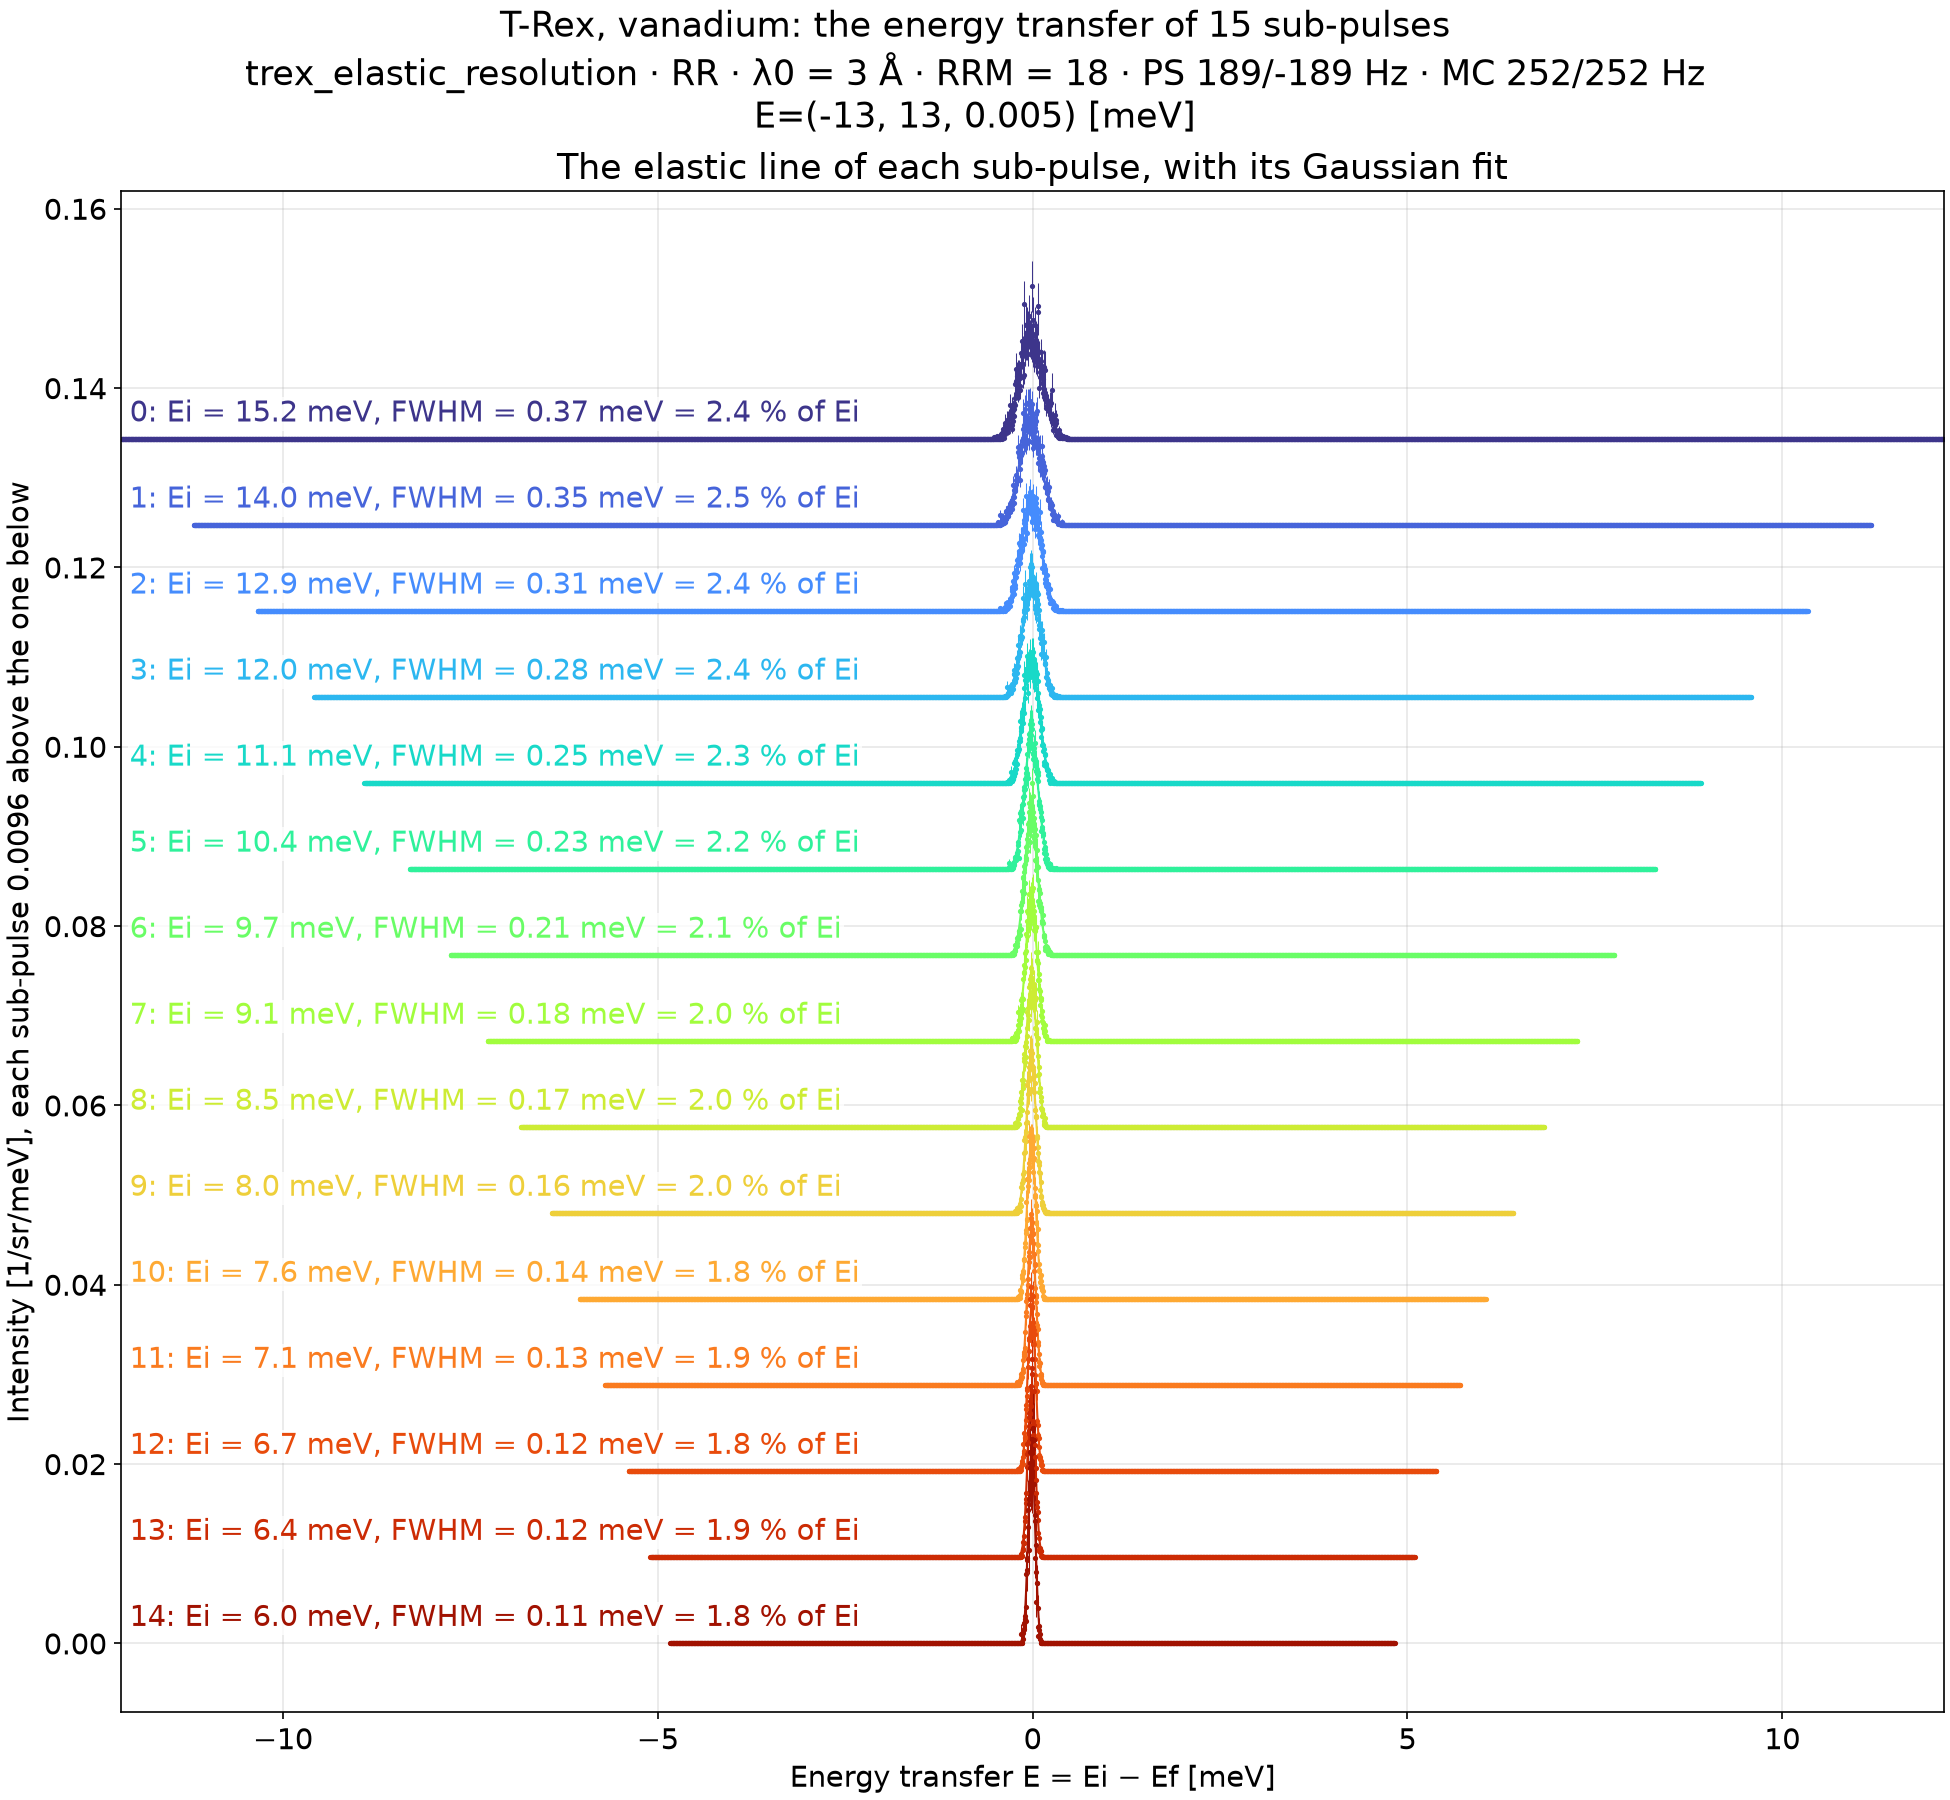 T-Rex, vanadium: the energy transfer of 15 sub-pulses
trex_elastic_resolution · RR · λ0 = 3 Å · RRM = 18 · PS 189/-189 Hz · MC 252/252 Hz
E=(-13, 13, 0.005) [meV]
The elastic line of each sub-pulse, with its Gaussian fit
Intensity [1/sr/meV], each sub-pulse 0.0096 above the one below
0.16
0.14
0.12
0.10
0.08
0.06
0.04
0.02
0.00
0: Ei = 15.2 meV, FWHM = 0.37 meV = 2.4 % of Ei
1: Ei = 14.0 meV, FWHM = 0.35 meV = 2.5 % of Ei
2: Ei = 12.9 meV, FWHM = 0.31 meV = 2.4 % of Ei
3: Ei = 12.0 meV, FWHM = 0.28 meV = 2.4 % of Ei
4: Ei = 11.1 meV, FWHM = 0.25 meV = 2.3 % of Ei
5: Ei = 10.4 meV, FWHM = 0.23 meV = 2.2 % of Ei
6: Ei = 9.7 meV, FWHM = 0.21 meV = 2.1 % of Ei
7: Ei = 9.1 meV, FWHM = 0.18 meV = 2.0 % of Ei
8: Ei = 8.5 meV, FWHM = 0.17 meV = 2.0 % of Ei
9: Ei = 8.0 meV, FWHM = 0.16 meV = 2.0 % of Ei
10: Ei = 7.6 meV, FWHM = 0.14 meV = 1.8 % of Ei
11: Ei = 7.1 meV, FWHM = 0.13 meV = 1.9 % of Ei
12: Ei = 6.7 meV, FWHM = 0.12 meV = 1.8 % of Ei
13: Ei = 6.4 meV, FWHM = 0.12 meV = 1.9 % of Ei
14: Ei = 6.0 meV, FWHM = 0.11 meV = 1.8 % of Ei
−10 −5 0 5 10
Energy transfer E = Ei − Ef [meV]